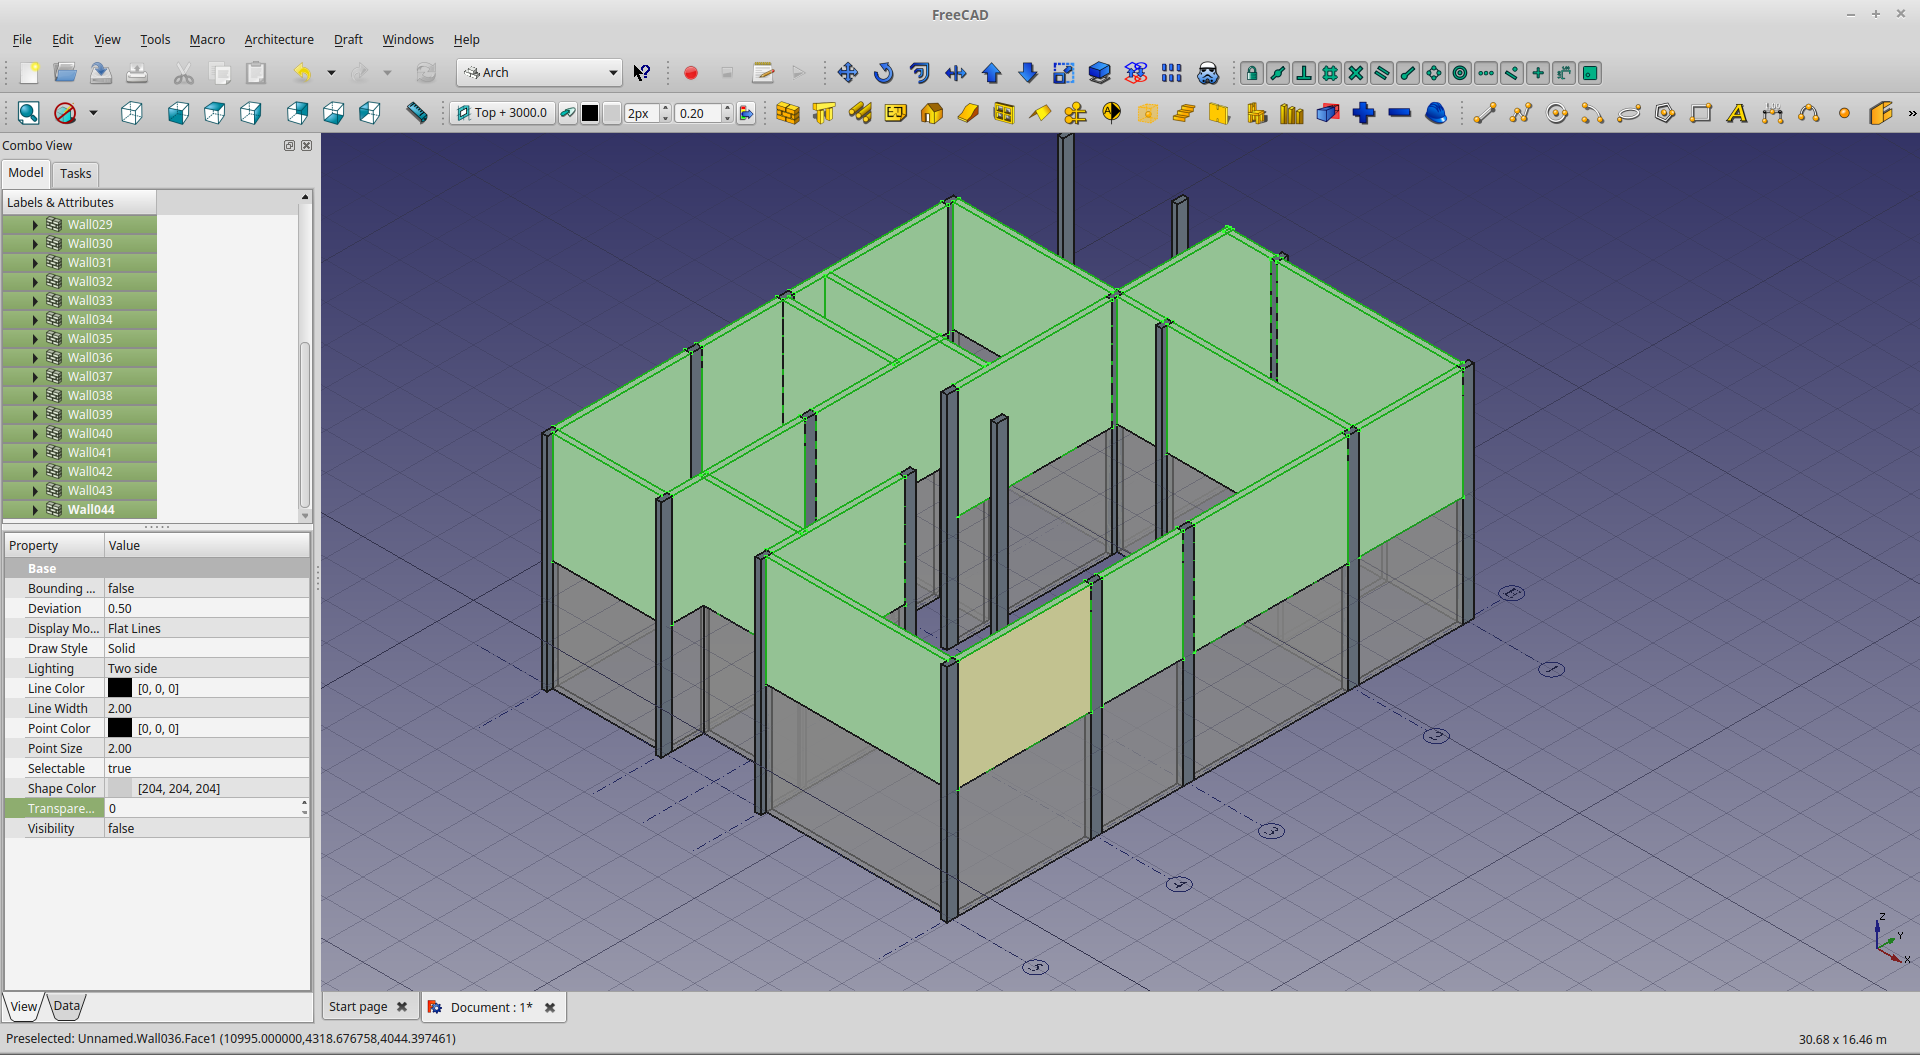 FreeCAD
File Edit View Tools Macro Architecture Draft Windows Help
Arch
Top + 3000.0 2px 0.20 »
Combo View
Model Tasks
Labels & Attributes
Wall029
Wall030
Wall031
Wall032
Wall033
Wall034
Wall035
Wall036
Wall037
Wall038
Wall039
Wall040
Wall041
Wall042
Wall043
Wall044
Property Value
Base
Bounding ... false
Deviation 0.50
Display Mo... Flat Lines
Draw Style Solid
Lighting Two side
Line Color [0, 0, 0]
Line Width 2.00
Point Color [0, 0, 0]
Point Size 2.00
Selectable true
Shape Color [204, 204, 204]
Transpare... 0
Visibility false
View Data
1
2
3
4
5
Z
Y
X
Start page Document : 1*
Preselected: Unnamed.Wall036.Face1 (10995.000000,4318.676758,4044.397461) 30.68 x 16.46 m